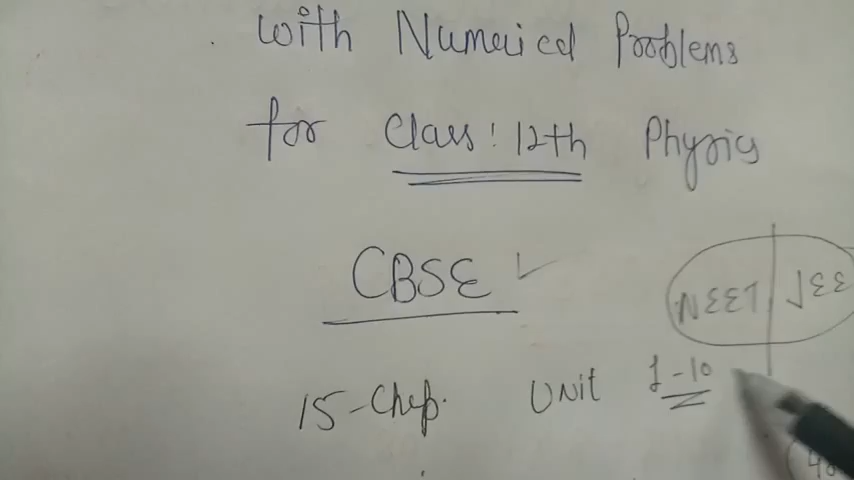 with Numerical Problems
for Class: 12th Physics
CBSE
NEET JEE
15-Chap. Unit 1-10